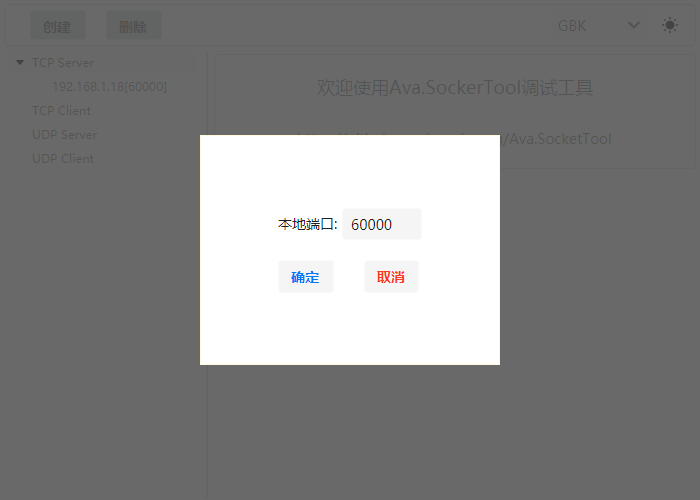 创建 删除 GBK
TCP Server
192.168.1.18[60000]
TCP Client
UDP Server
UDP Client
欢迎使用Ava.SockerTool调试工具
/Ava.SocketTool
本地端口: 60000
确定 取消